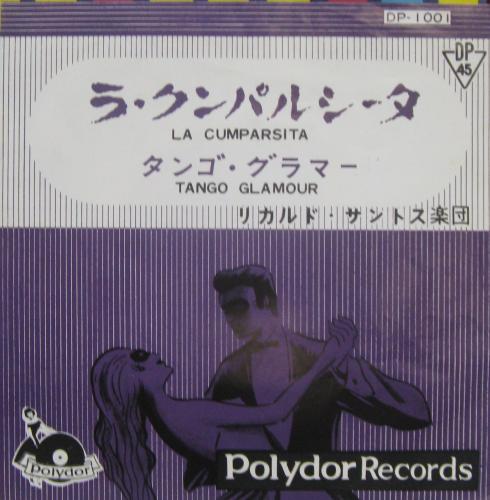 DP-1001
DP
45
ラ・クンパルシータ
LA CUMPARSITA
タンゴ・グラマー
TANGO GLAMOUR
リカルド・サントス楽団
Polydor
Polydor Records